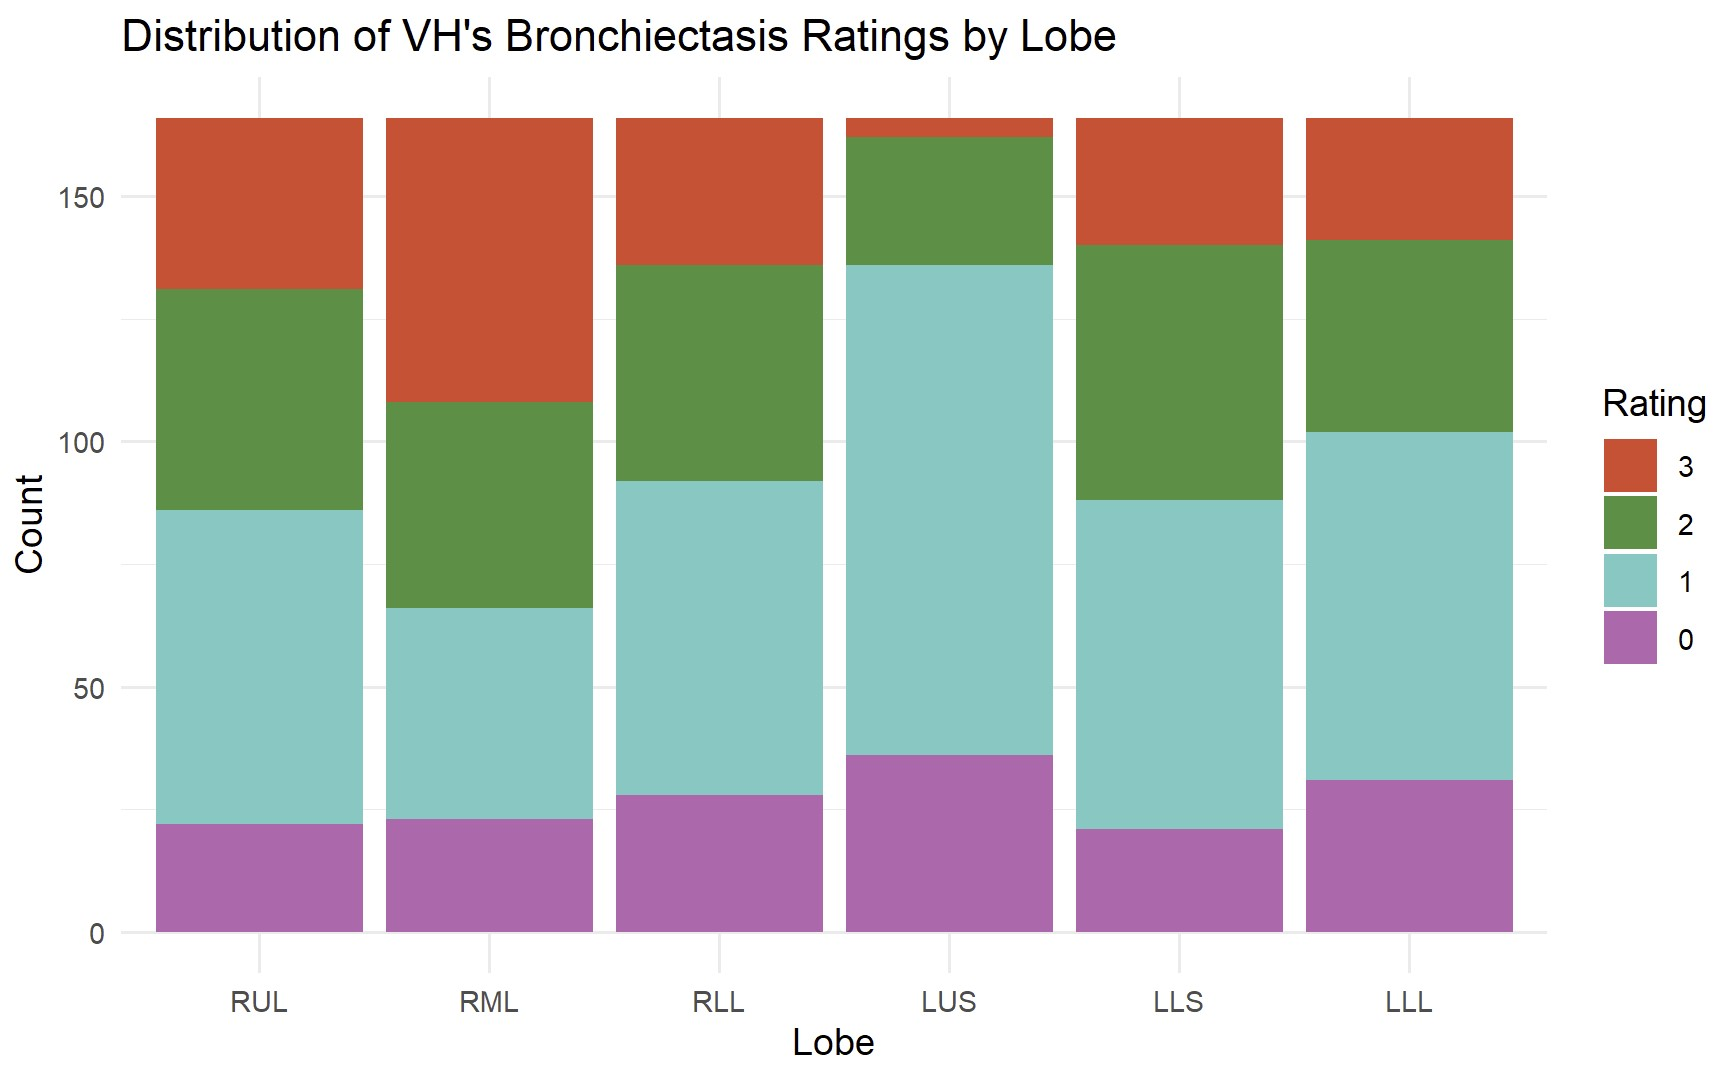 Distribution of VH's Bronchiectasis Ratings by Lobe
150
100
50
0
Count
RUL RML RLL LUS LLS LLL
Lobe
Rating
3
2
1
0